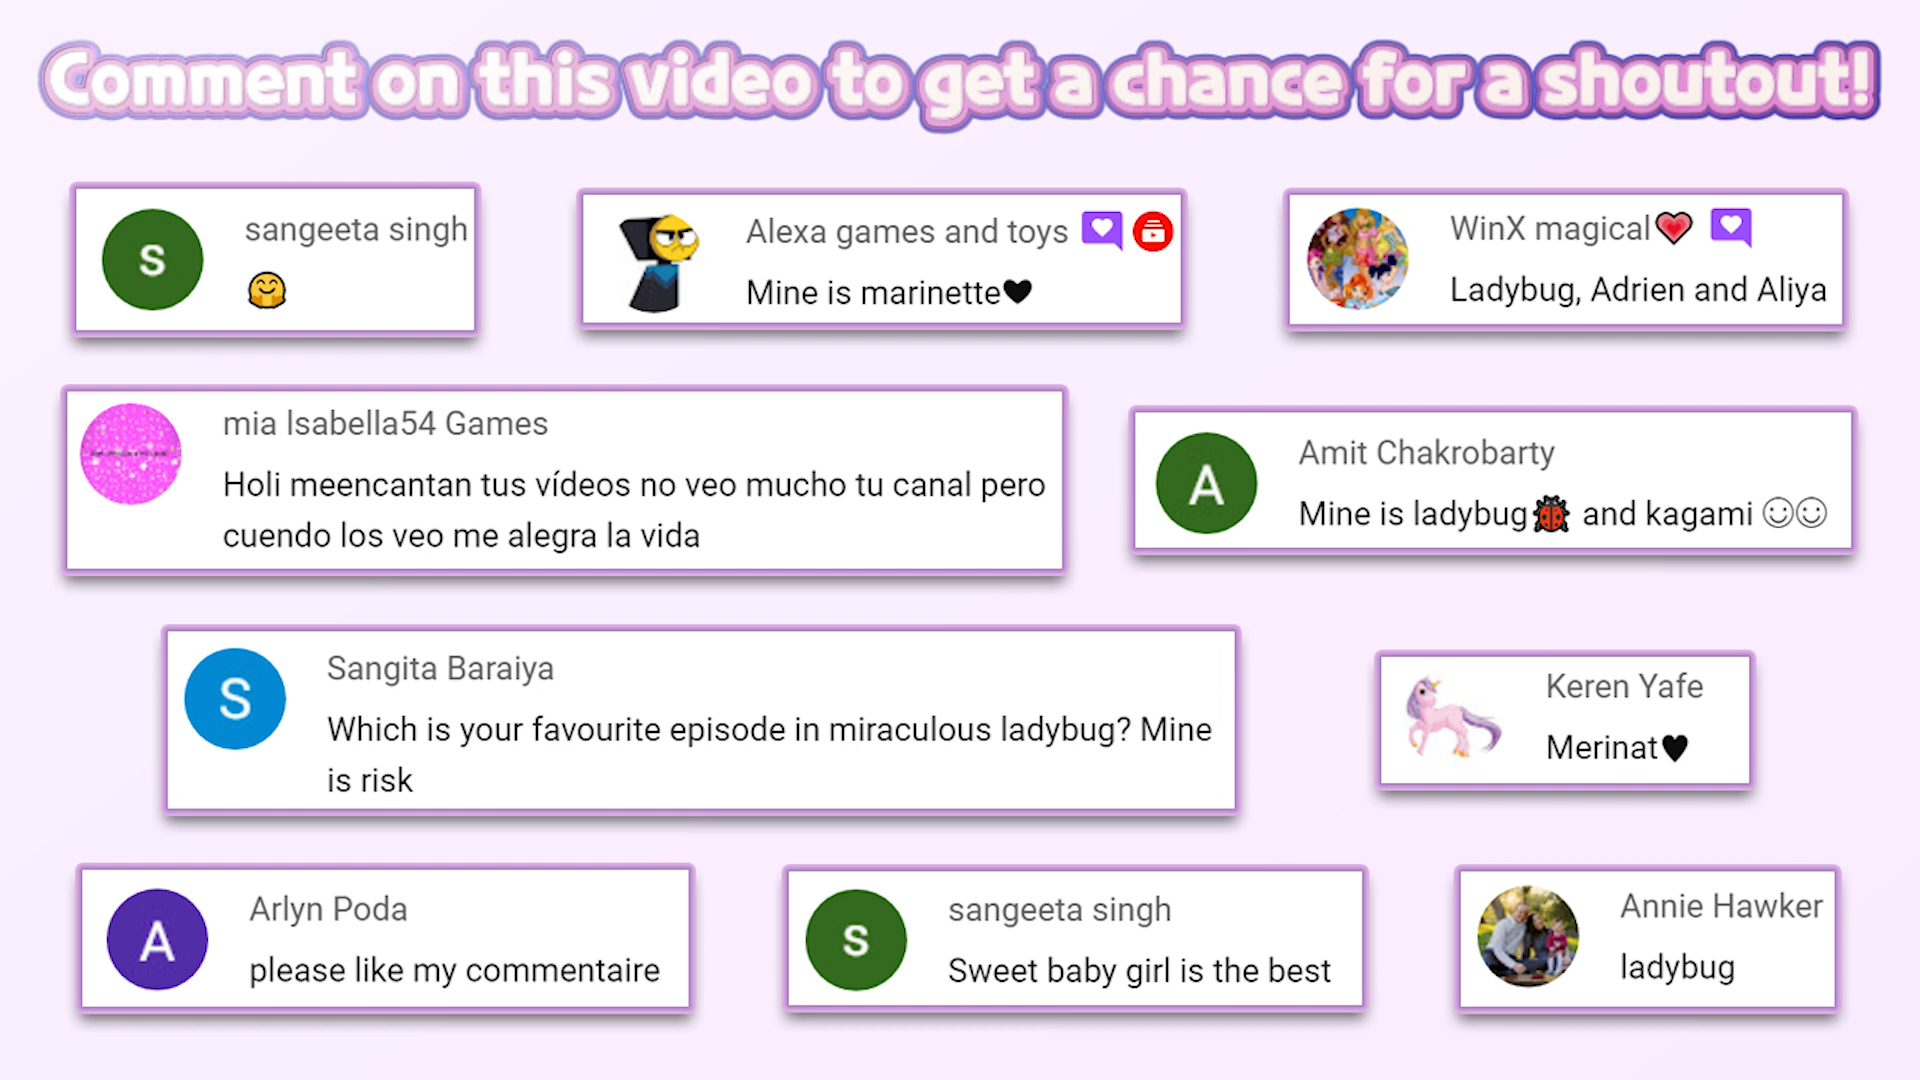 Comment on this video to get a chance for a shoutout!
S
sangeeta singh
🤗
Alexa games and toys
Mine is marinette🖤
WinX magical💗
Ladybug, Adrien and Aliya
mia lsabella54 Games
Holi meencantan tus vídeos no veo mucho tu canal pero
cuendo los veo me alegra la vida
A
Amit Chakrobarty
Mine is ladybug🐞 and kagami ☺☺
S
Sangita Baraiya
Which is your favourite episode in miraculous ladybug? Mine
is risk
Keren Yafe
Merinat🖤
A
Arlyn Poda
please like my commentaire
S
sangeeta singh
Sweet baby girl is the best
Annie Hawker
ladybug